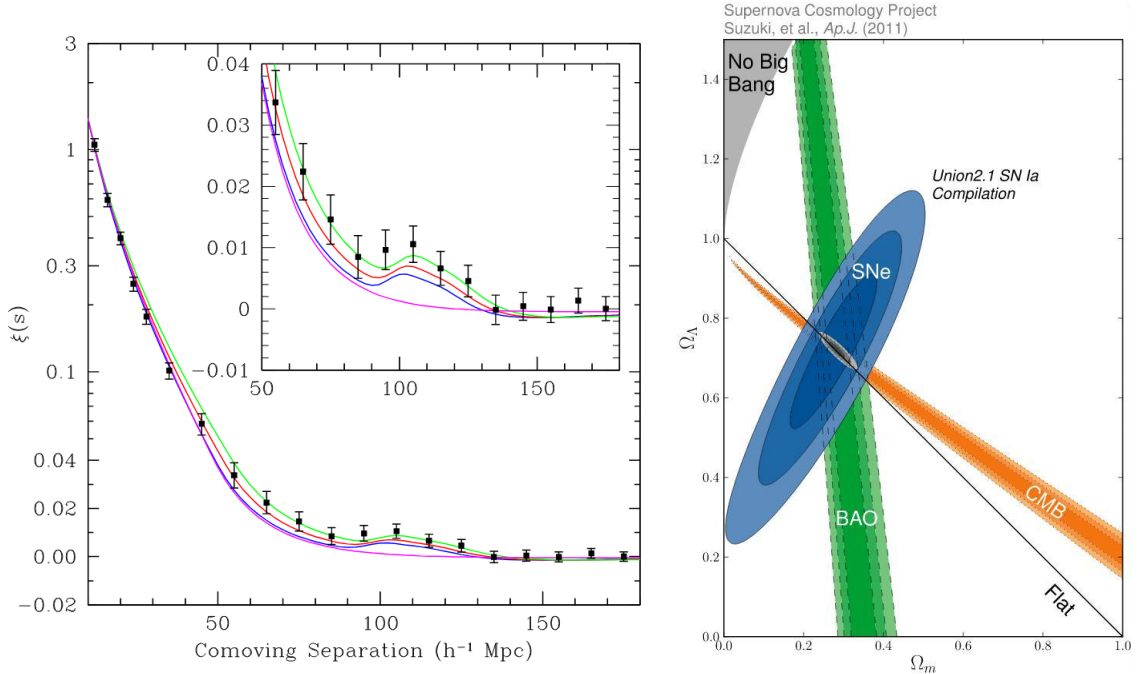 3
1
0.3
0.1
0.04
0.02
0.00
−0.02
ξ(s)
50
100
150
Comoving Separation (h⁻¹ Mpc)
0.04
0.03
0.02
0.01
0
−0.01
50
100
150
Supernova Cosmology Project
Suzuki, et al., Ap.J. (2011)
No Big
Bang
Union2.1 SN Ia
Compilation
SNe
CMB
BAO
Flat
1.4
1.2
1.0
0.8
0.6
0.4
0.2
0.0
Ω_Λ
0.0
0.2
0.4
0.6
0.8
1.0
Ω_m